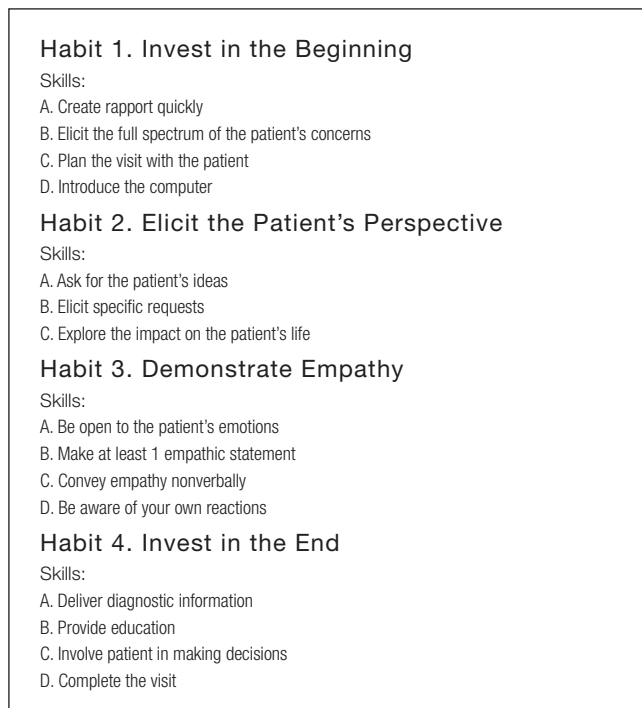 Habit 1. Invest in the Beginning
Skills:
A. Create rapport quickly
B. Elicit the full spectrum of the patient's concerns
C. Plan the visit with the patient
D. Introduce the computer
Habit 2. Elicit the Patient's Perspective
Skills:
A. Ask for the patient's ideas
B. Elicit specific requests
C. Explore the impact on the patient's life
Habit 3. Demonstrate Empathy
Skills:
A. Be open to the patient's emotions
B. Make at least 1 empathic statement
C. Convey empathy nonverbally
D. Be aware of your own reactions
Habit 4. Invest in the End
Skills:
A. Deliver diagnostic information
B. Provide education
C. Involve patient in making decisions
D. Complete the visit